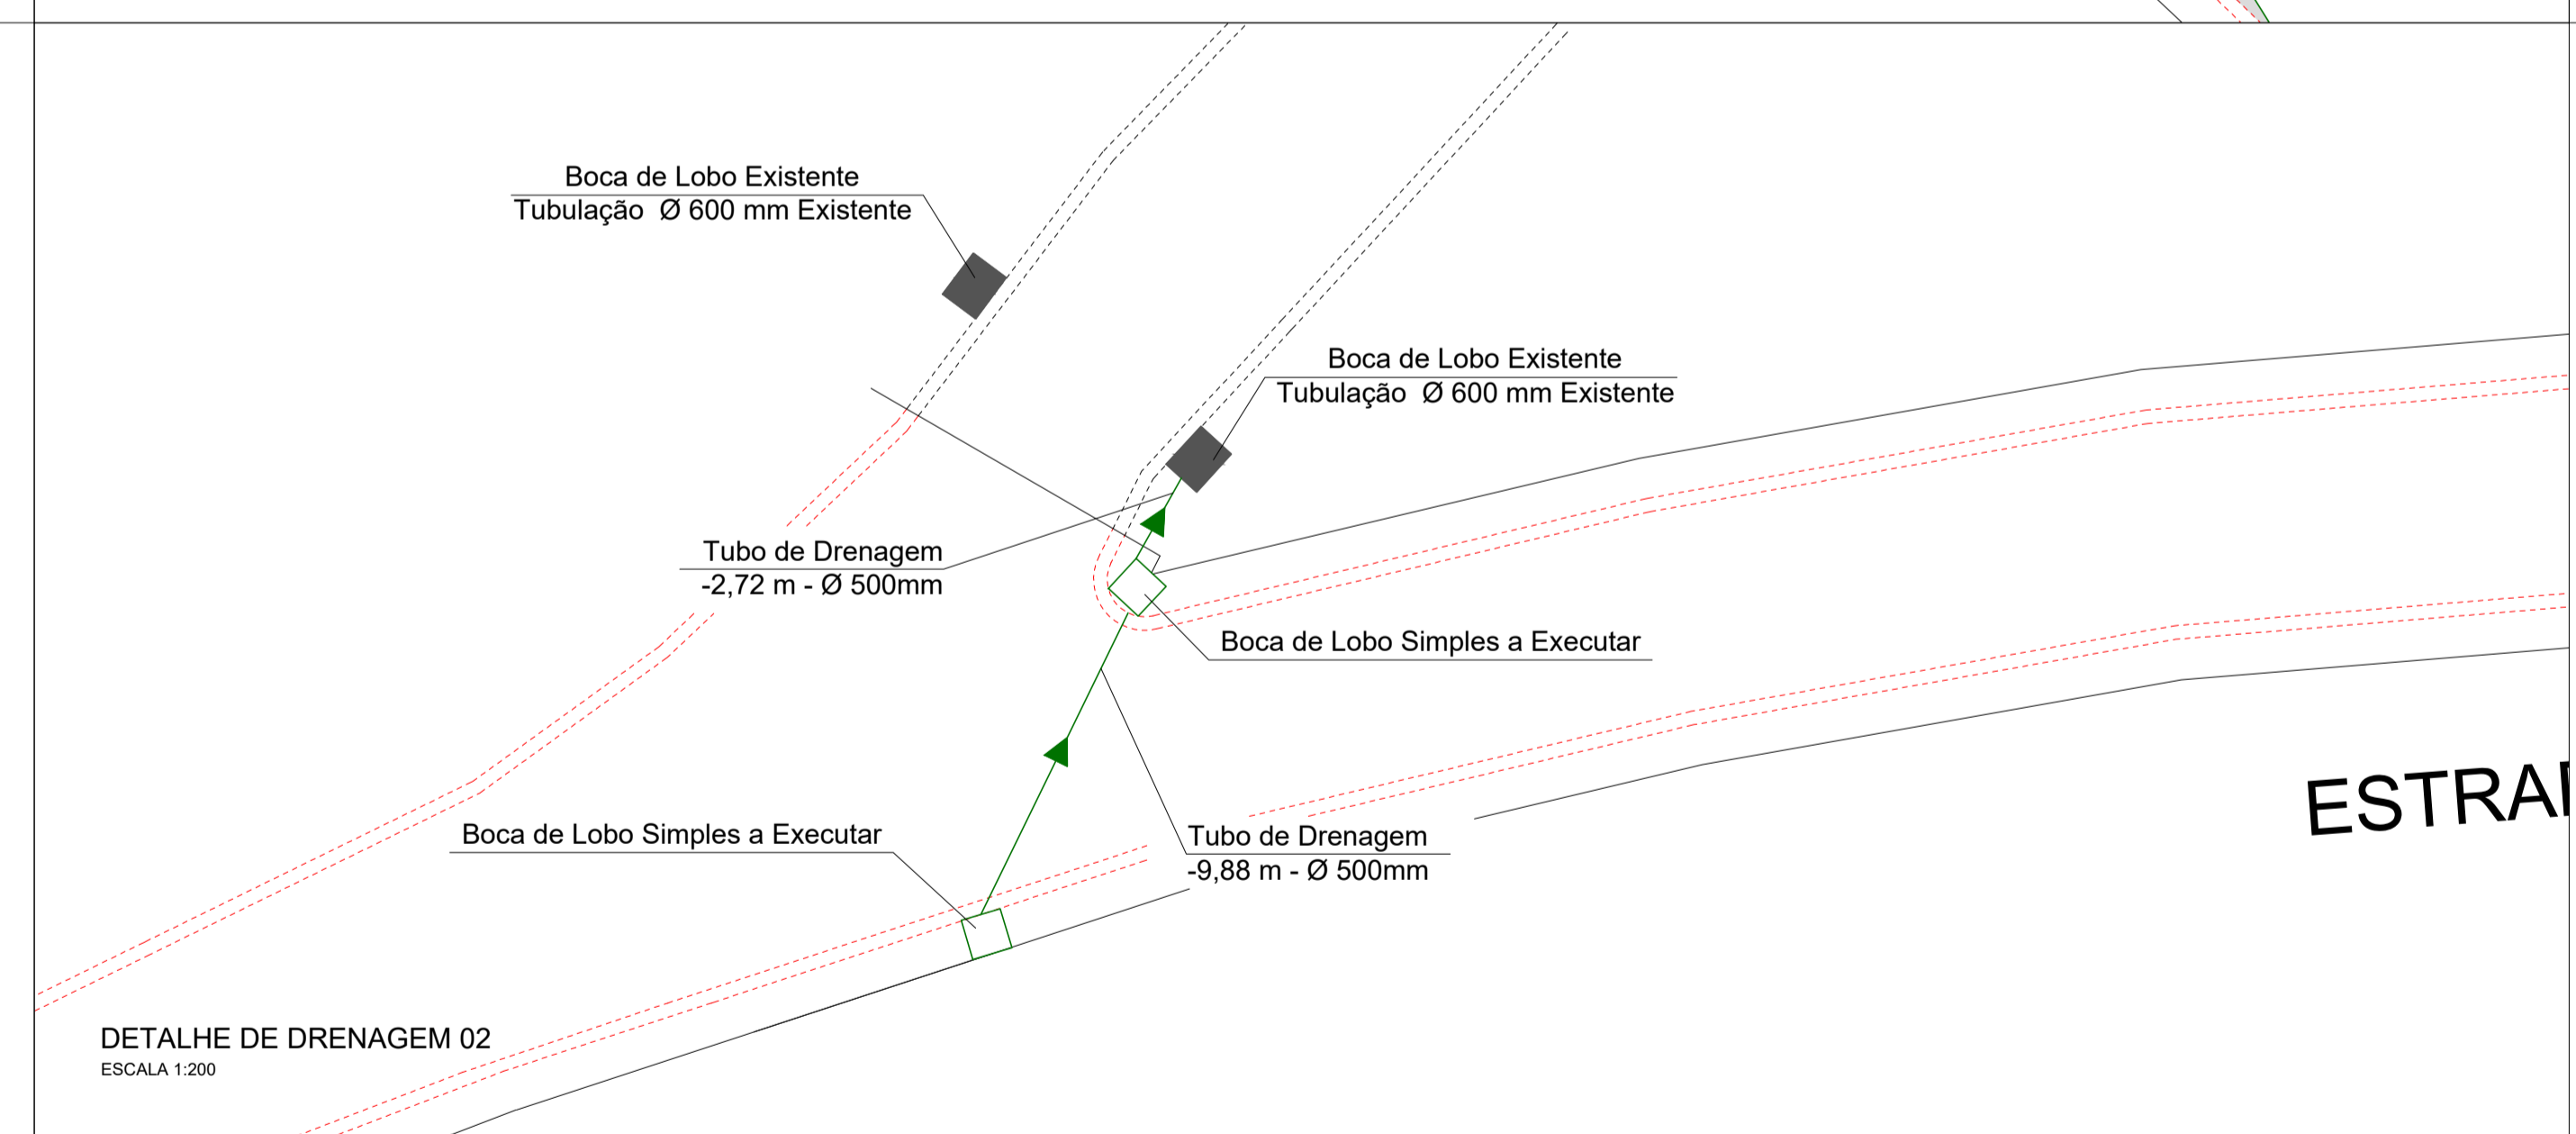 Boca de Lobo Existente
Tubulação Ø 600 mm Existente
Boca de Lobo Existente
Tubulação Ø 600 mm Existente
Tubo de Drenagem
-2,72 m - Ø 500mm
Boca de Lobo Simples a Executar
Boca de Lobo Simples a Executar
Tubo de Drenagem
-9,88 m - Ø 500mm
ESTRA
DETALHE DE DRENAGEM 02
ESCALA 1:200